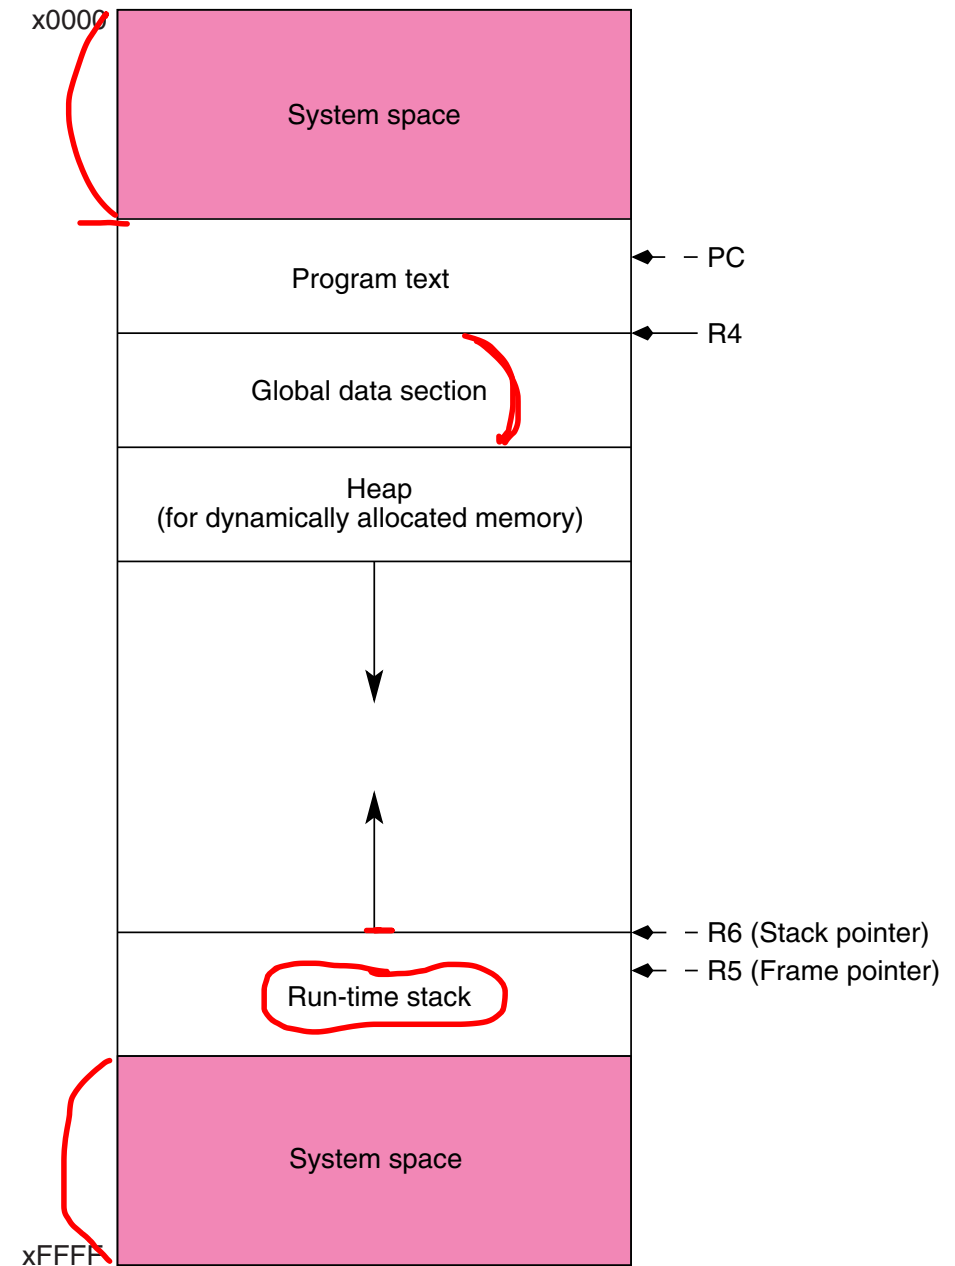 x0000
System space
PC
Program text
R4
Global data section
Heap
(for dynamically allocated memory)
R6 (Stack pointer)
R5 (Frame pointer)
Run-time stack
System space
xFFFF